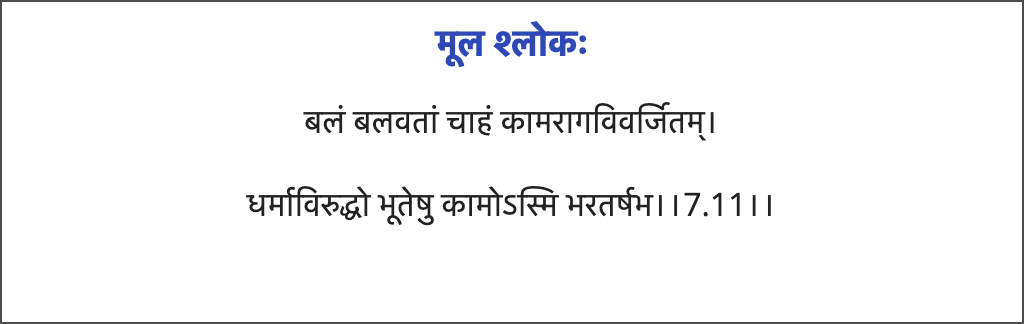 मूल श्लोकः
बलं बलवतां चाहं कामरागविवर्जितम्।
धर्माविरुद्धो भूतेषु कामोऽस्मि भरतर्षभ।।7.11।।